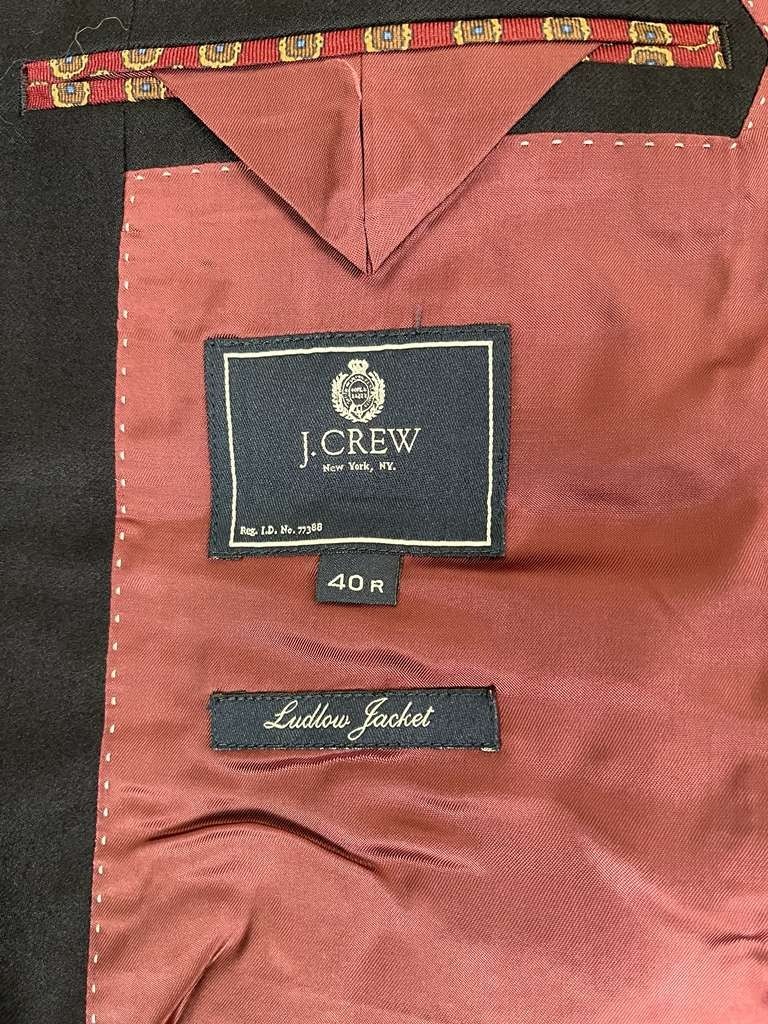 J.CREW
New York, NY.
Reg. I.D. No. 77388
40 R
Ludlow Jacket